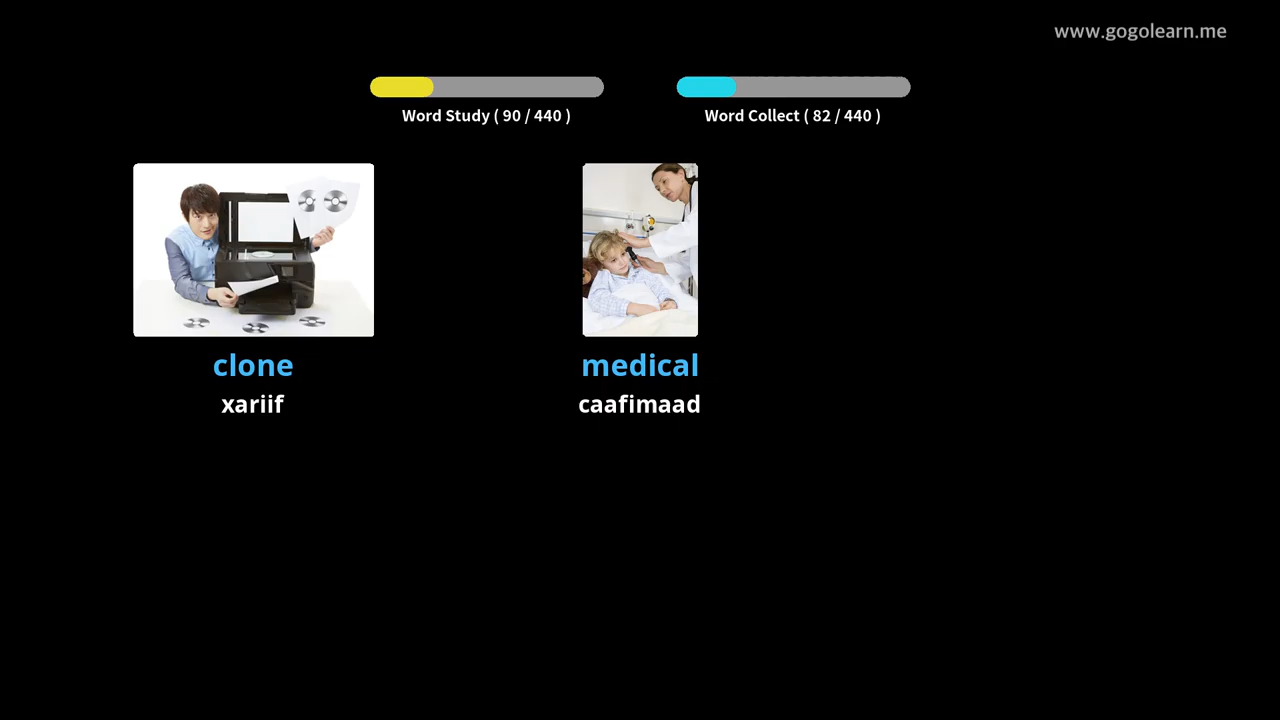 www.gogolearn.me
Word Study ( 90 / 440 )
Word Collect ( 82 / 440 )
clone
xariif
medical
caafimaad